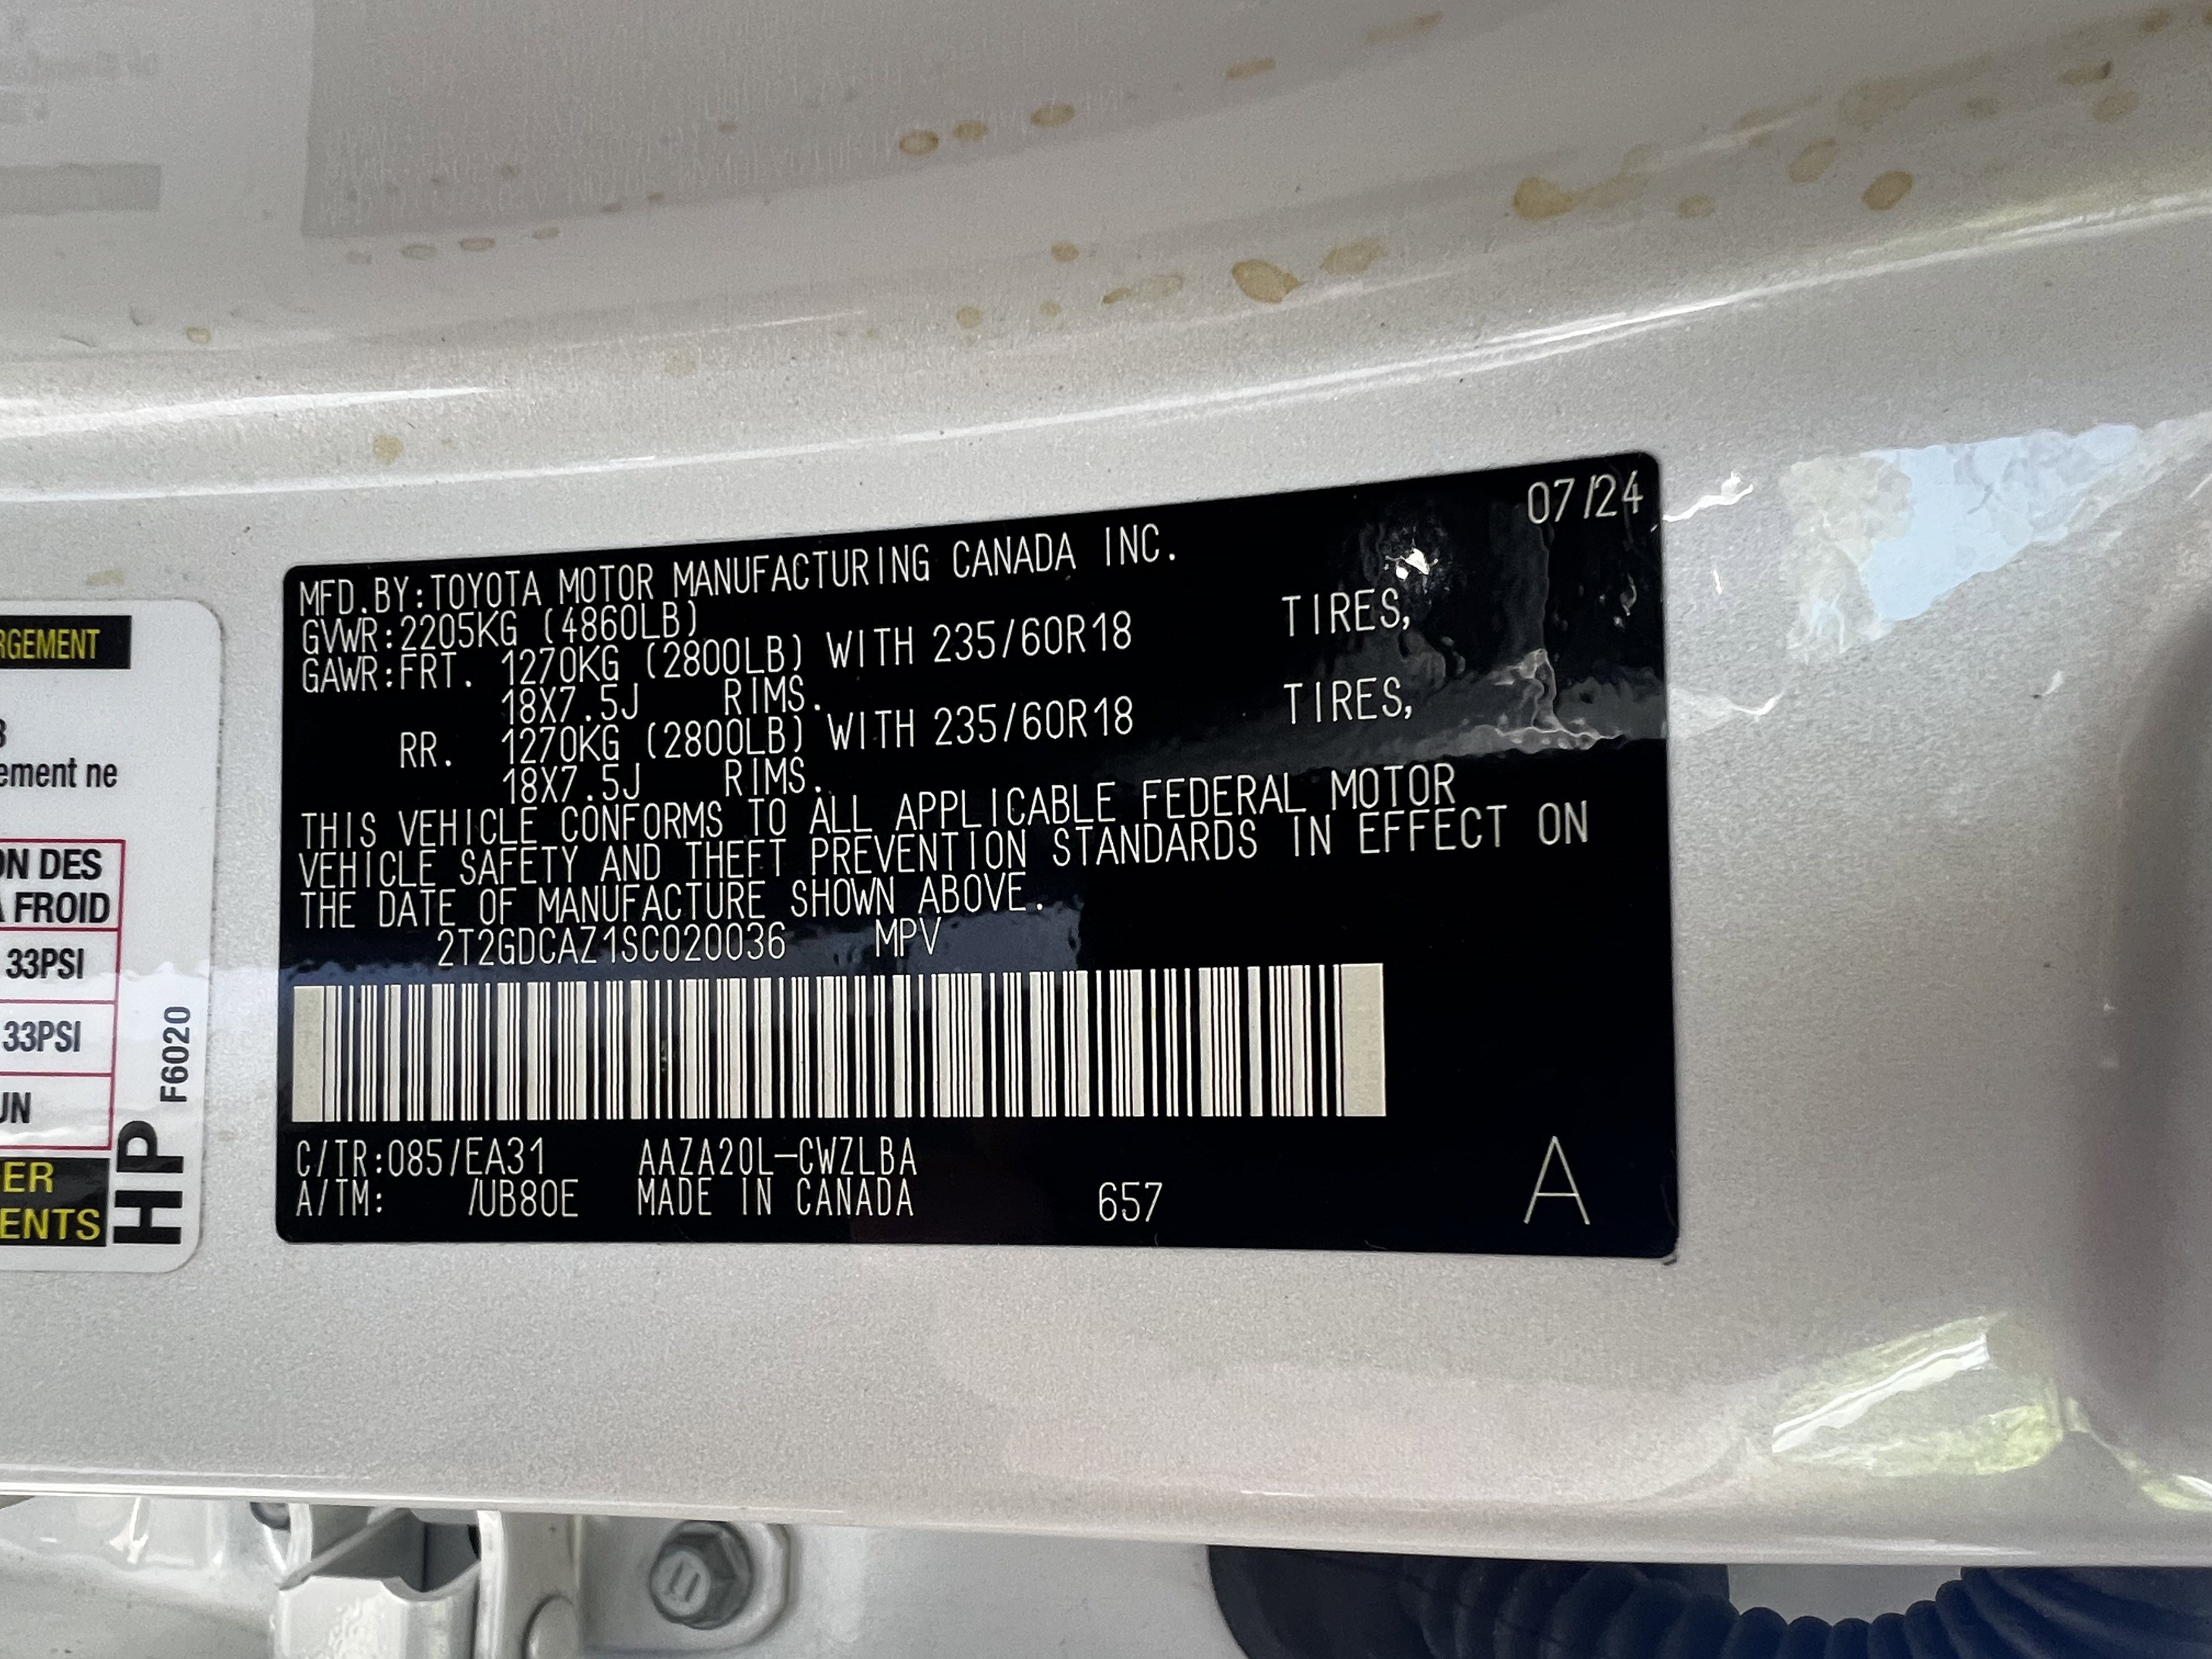 07/24
MFD.BY:TOYOTA MOTOR MANUFACTURING CANADA INC.
GVWR:2205KG (4860LB)
GAWR:FRT. 1270KG (2800LB) WITH 235/60R18 TIRES,
18X7.5J RIMS.
RR. 1270KG (2800LB) WITH 235/60R18 TIRES,
18X7.5J RIMS.
THIS VEHICLE CONFORMS TO ALL APPLICABLE FEDERAL MOTOR
VEHICLE SAFETY AND THEFT PREVENTION STANDARDS IN EFFECT ON
THE DATE OF MANUFACTURE SHOWN ABOVE.
2T2GDCAZ1SC020036 MPV
C/TR:085/EA31 AAZA20L-CWZLBA
A/TM: /UB80E MADE IN CANADA 657 A
RGEMENT
ement ne
ON DES
A FROID
33PSI
33PSI
UN
ER
ENTS
HP
F6020